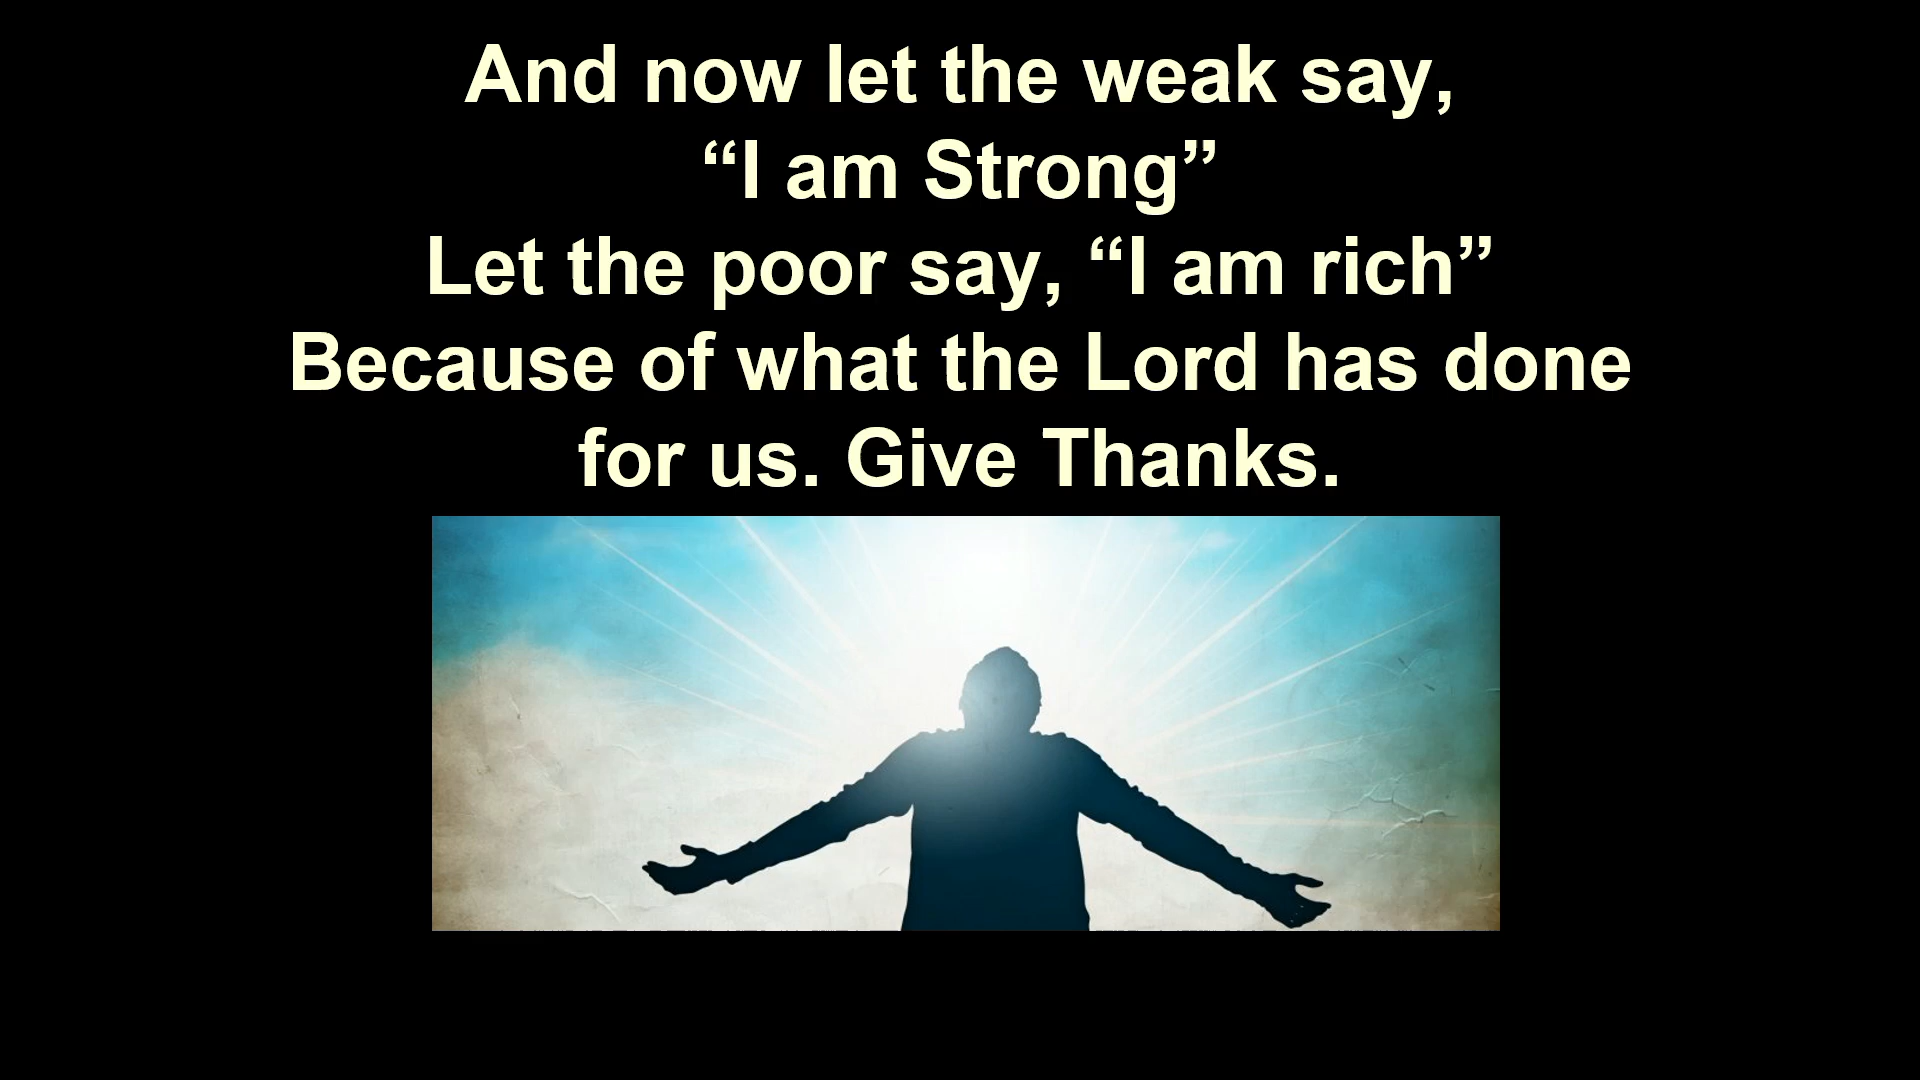 And now let the weak say,
“I am Strong”
Let the poor say, “I am rich”
Because of what the Lord has done
for us. Give Thanks.